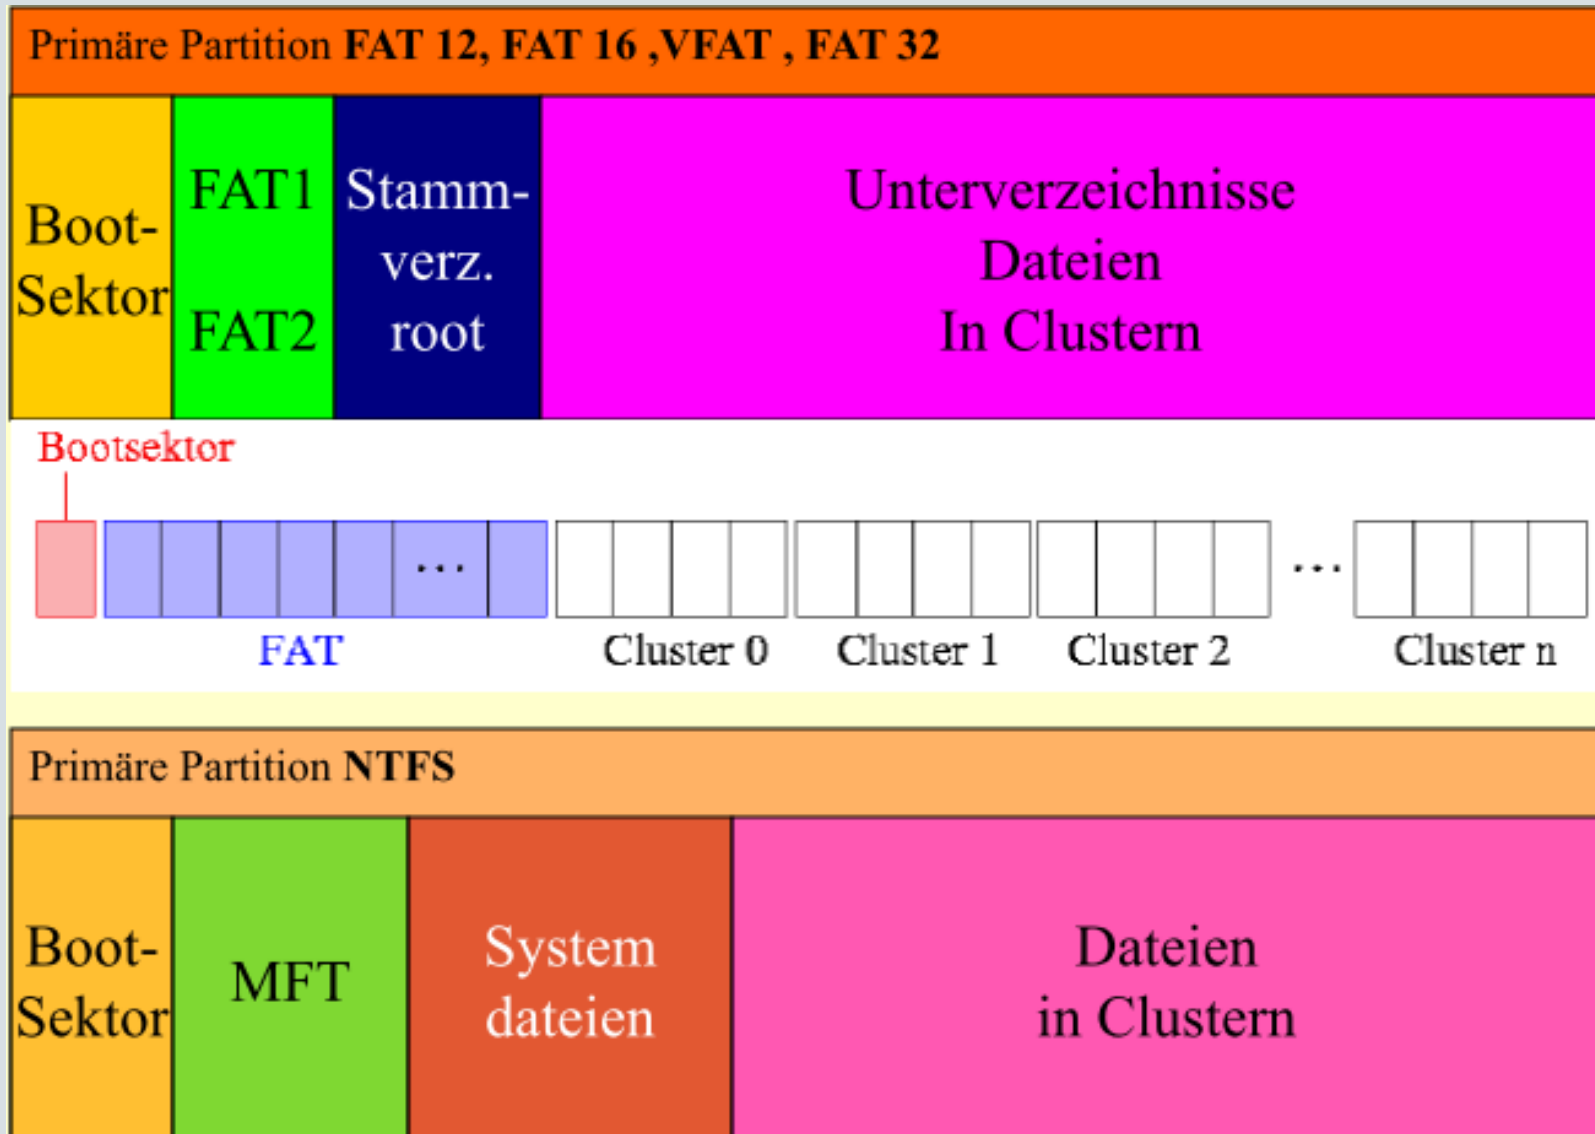 Primäre Partition FAT 12, FAT 16 ,VFAT , FAT 32
Boot-
Sektor
FAT1
FAT2
Stamm-
verz.
root
Unterverzeichnisse
Dateien
In Clustern
Bootsektor
...
...
FAT
Cluster 0
Cluster 1
Cluster 2
Cluster n
Primäre Partition NTFS
Boot-
Sektor
MFT
System
dateien
Dateien
in Clustern